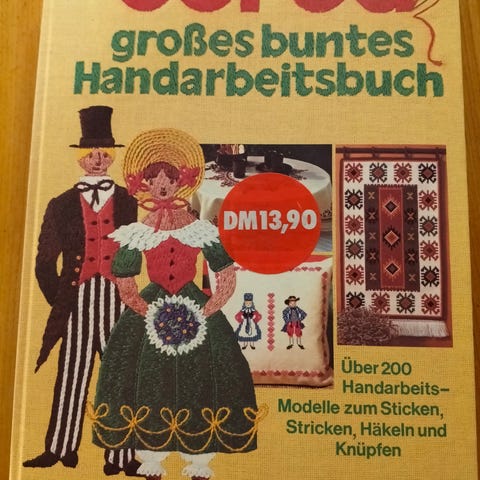 großes buntes
Handarbeitsbuch
DM13,90
Über 200
Handarbeits-
Modelle zum Sticken,
Stricken, Häkeln und
Knüpfen